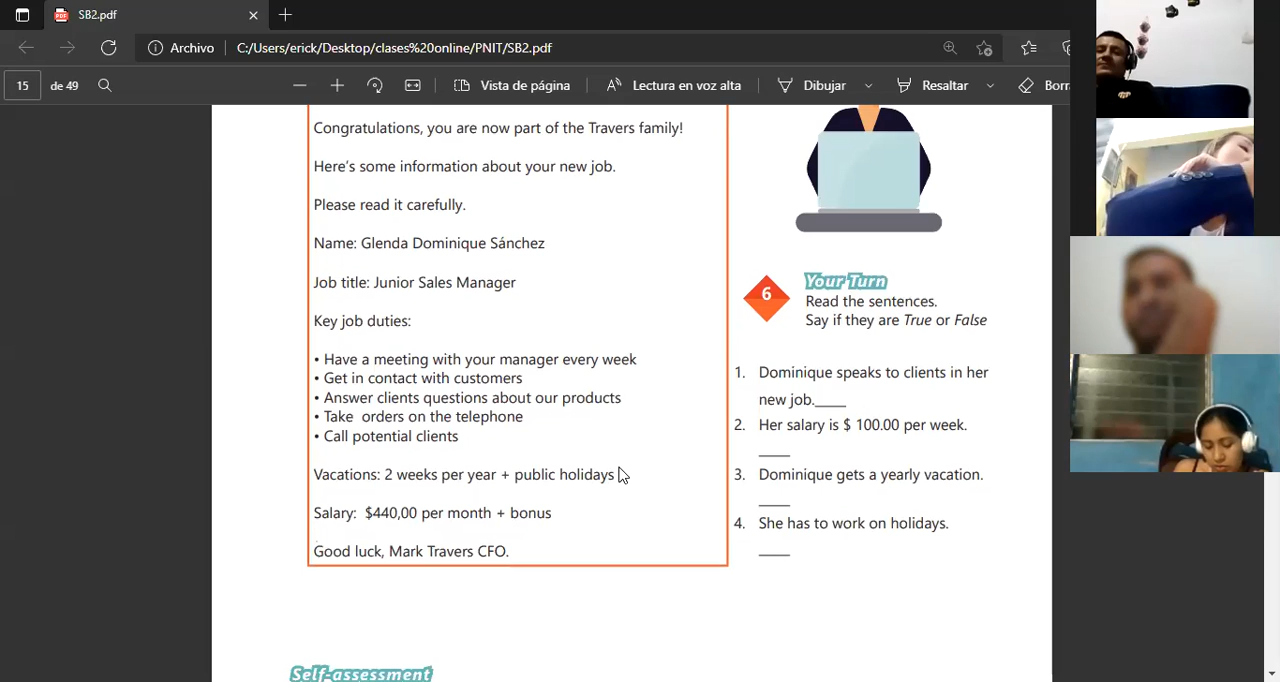 SB2.pdf
Archivo
C:/Users/erick/Desktop/clases%20online/PNIT/SB2.pdf
15
de 49
Vista de página
Lectura en voz alta
Dibujar
Resaltar
Borra
Congratulations, you are now part of the Travers family!
Here's some information about your new job.
Please read it carefully.
Name: Glenda Dominique Sánchez
Job title: Junior Sales Manager
Key job duties:
• Have a meeting with your manager every week
• Get in contact with customers
• Answer clients questions about our products
• Take orders on the telephone
• Call potential clients
Vacations: 2 weeks per year + public holidays
Salary: $440,00 per month + bonus
Good luck, Mark Travers CFO.
6
Your Turn
Read the sentences.
Say if they are True or False
1. Dominique speaks to clients in her
new job.____
2. Her salary is $ 100.00 per week.
____
3. Dominique gets a yearly vacation.
____
4. She has to work on holidays.
____
Self-assessment